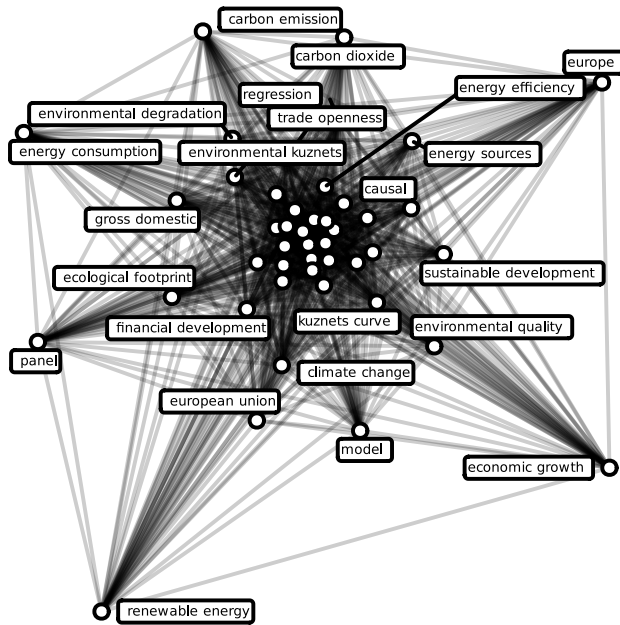 carbon emission
carbon dioxide
europe
regression
energy efficiency
environmental degradation
trade openness
energy consumption
environmental kuznets
energy sources
causal
gross domestic
ecological footprint
sustainable development
financial development
kuznets curve
environmental quality
panel
climate change
european union
model
economic growth
renewable energy